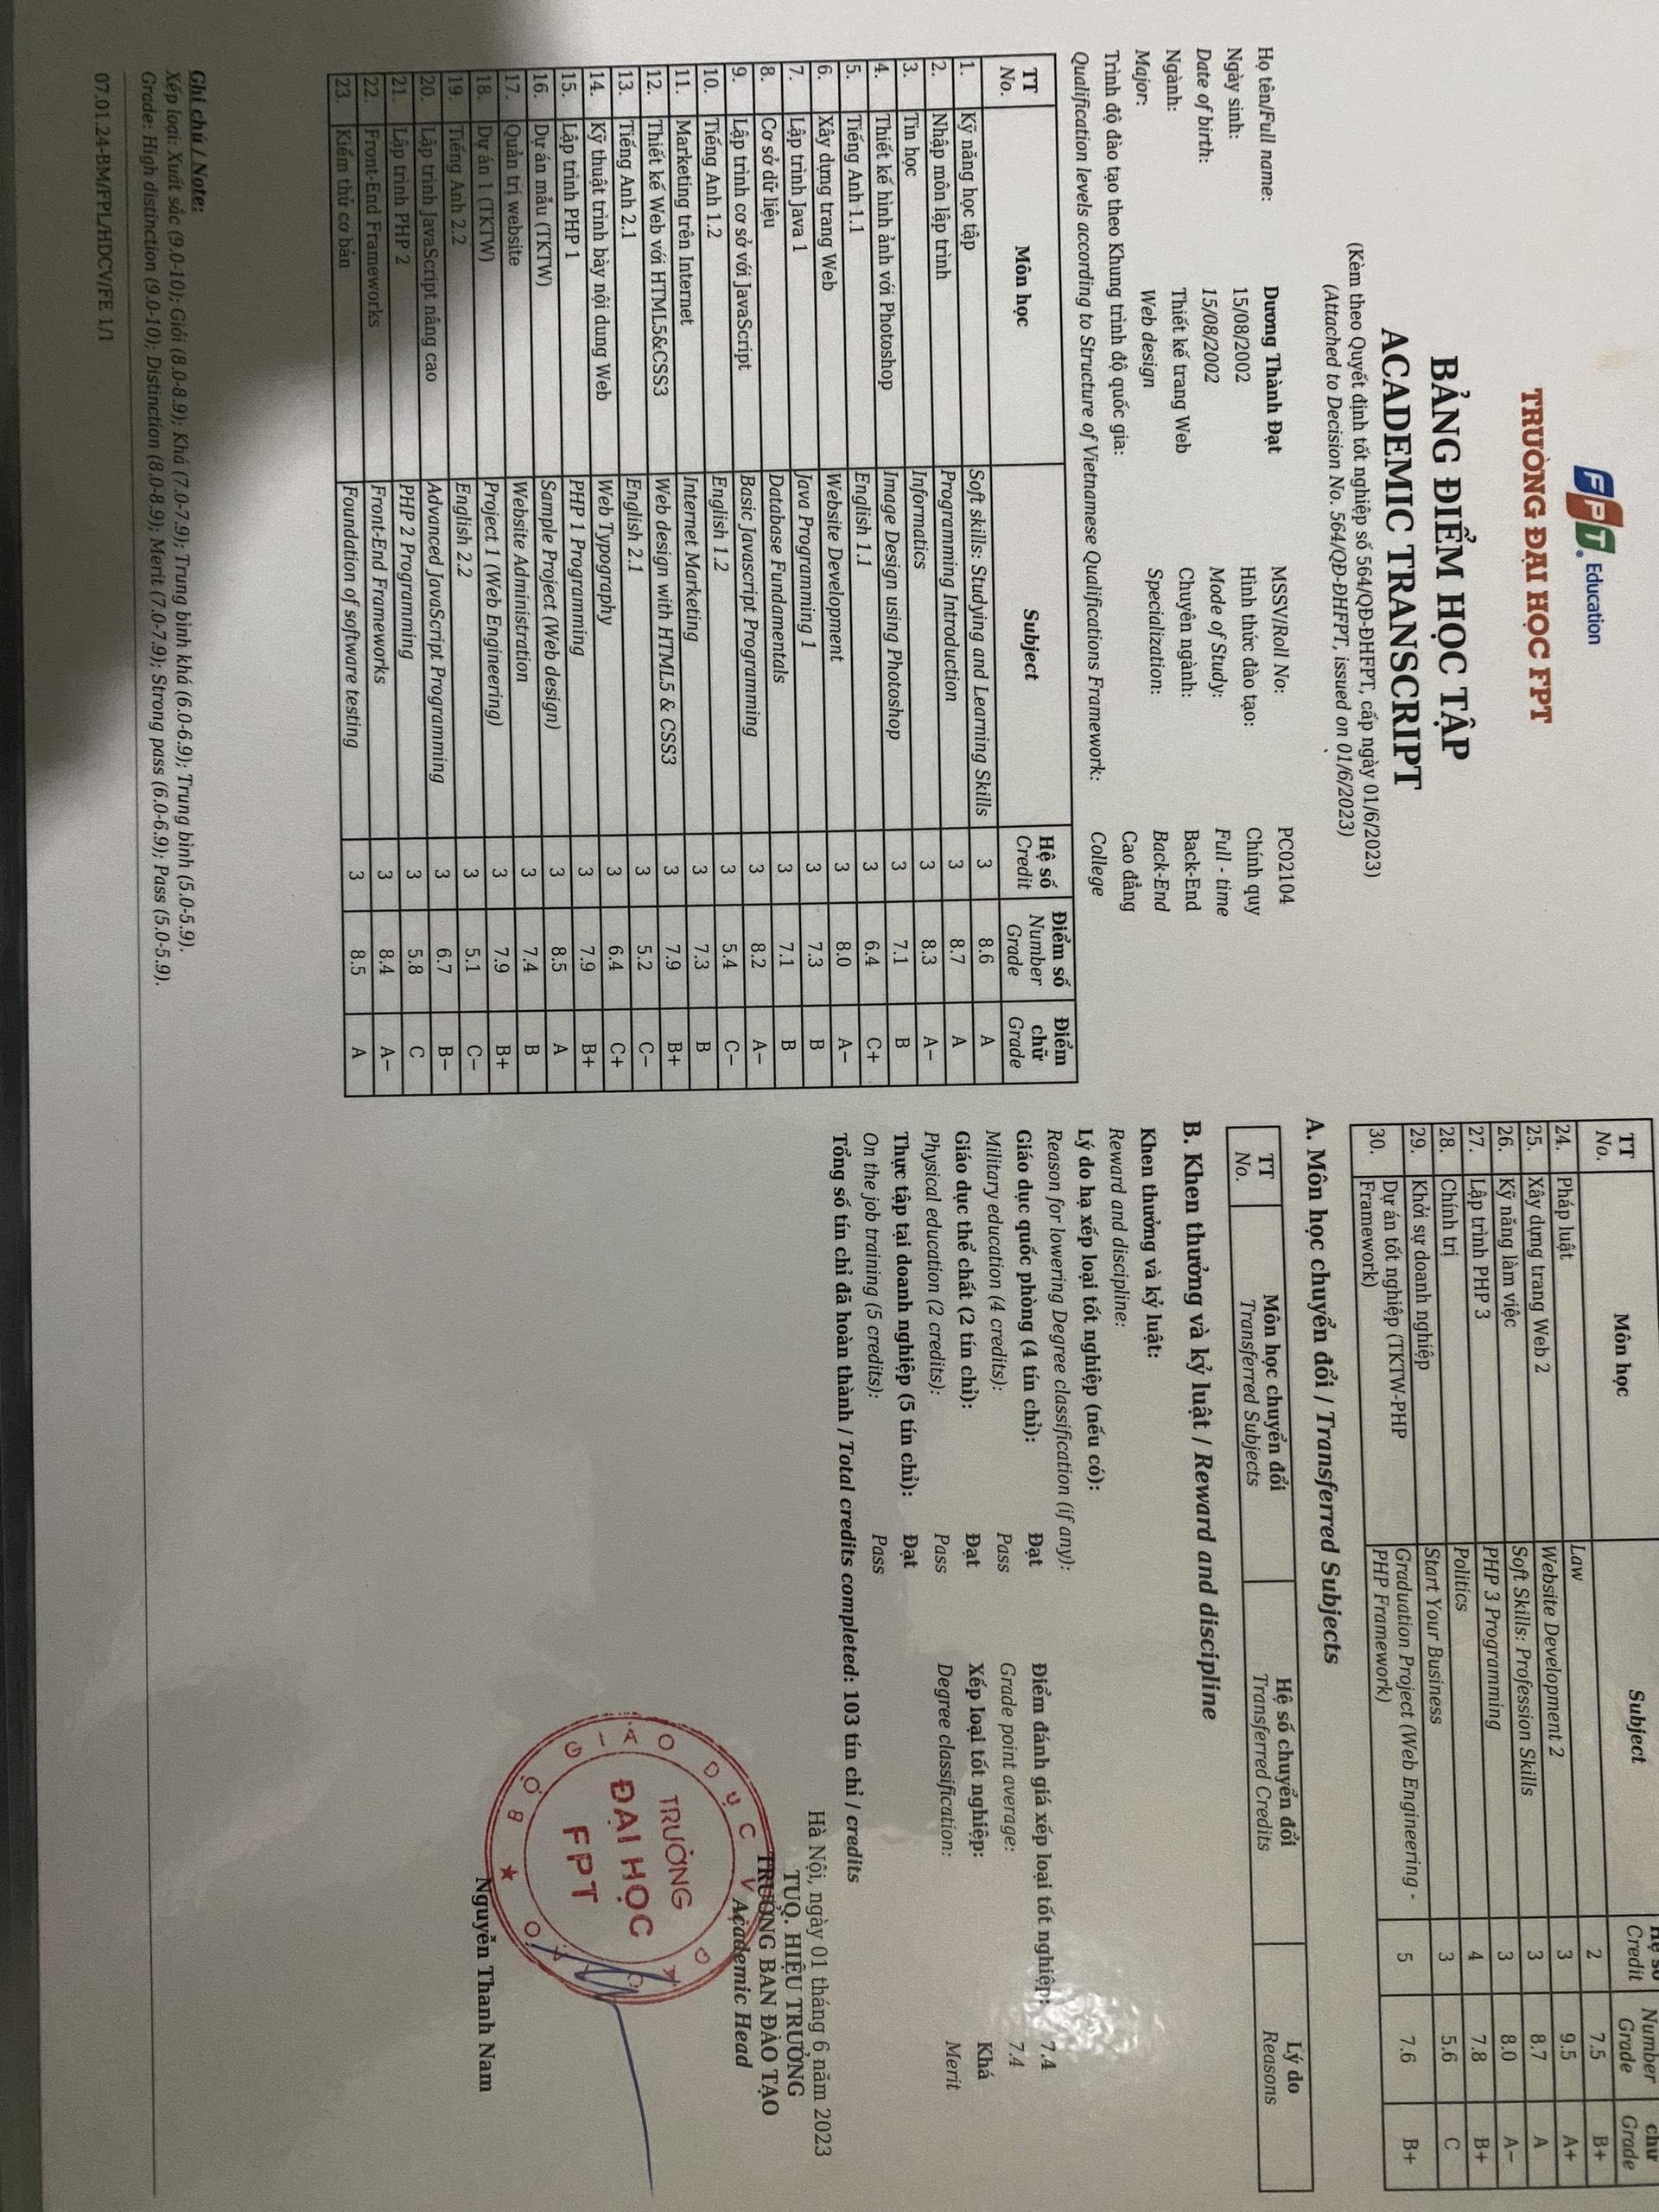 FPT. Education
TRƯỜNG ĐẠI HỌC FPT
BẢNG ĐIỂM HỌC TẬP
ACADEMIC TRANSCRIPT
(Kèm theo Quyết định tốt nghiệp số 564/QĐ-ĐHFPT, cấp ngày 01/6/2023)
(Attached to Decision No. 564/QĐ-ĐHFPT, issued on 01/6/2023)
Họ tên/Full name: Dương Thành Đạt MSSV/Roll No: PC02104
Ngày sinh: 15/08/2002 Hình thức đào tạo: Chính quy
Date of birth: 15/08/2002 Mode of Study: Full - time
Ngành: Thiết kế trang Web Chuyên ngành: Back-End
Major: Web design Specialization: Back-End
Trình độ đào tạo theo Khung trình độ quốc gia: Cao đẳng
Qualification levels according to Structure of Vietnamese Qualifications Framework: College
TT No. Môn học Subject Hệ số Credit Điểm số Number Grade Điểm chữ Grade
1. Kỹ năng học tập Soft skills: Studying and Learning Skills 3 8.6 A
2. Nhập môn lập trình Programming Introduction 3 8.7 A
3. Tin học Informatics 3 8.3 A−
4. Thiết kế hình ảnh với Photoshop Image Design using Photoshop 3 7.1 B
5. Tiếng Anh 1.1 English 1.1 3 6.4 C+
6. Xây dựng trang Web Website Development 3 8.0 A−
7. Lập trình Java 1 Java Programming 1 3 7.3 B
8. Cơ sở dữ liệu Database Fundamentals 3 7.1 B
9. Lập trình cơ sở với JavaScript Basic Javascript Programming 3 8.2 A−
10. Tiếng Anh 1.2 English 1.2 3 5.4 C−
11. Marketing trên Internet Internet Marketing 3 7.3 B
12. Thiết kế Web với HTML5&CSS3 Web design with HTML5 & CSS3 3 7.9 B+
13. Tiếng Anh 2.1 English 2.1 3 5.2 C−
14. Kỹ thuật trình bày nội dung Web Web Typography 3 6.4 C+
15. Lập trình PHP 1 PHP 1 Programming 3 7.9 B+
16. Dự án mẫu (TKTW) Sample Project (Web design) 3 8.5 A
17. Quản trị website Website Administration 3 7.4 B
18. Dự án 1 (TKTW) Project 1 (Web Engineering) 3 7.9 B+
19. Tiếng Anh 2.2 English 2.2 3 5.1 C−
20. Lập trình JavaScript nâng cao Advanced JavaScript Programming 3 6.7 B−
21. Lập trình PHP 2 PHP 2 Programming 3 5.8 C
22. Front-End Frameworks Front-End Frameworks 3 8.4 A−
23. Kiểm thử cơ bản Foundation of software testing 3 8.5 A
Ghi chú / Note:
Xếp loại: Xuất sắc (9.0-10); Giỏi (8.0-8.9); Khá (7.0-7.9); Trung bình khá (6.0-6.9); Trung bình (5.0-5.9).
Grade: High distinction (9.0-10); Distinction (8.0-8.9); Merit (7.0-7.9); Strong pass (6.0-6.9); Pass (5.0-5.9).
07.01.24-BM/FPL/HDCV/FE 1/1
TT No. Môn học Subject Hệ số Credit Number Grade chữ Grade
24. Pháp luật Law 2 7.5 B+
25. Xây dựng trang Web 2 Website Development 2 3 9.5 A+
26. Kỹ năng làm việc Soft Skills: Profession Skills 3 8.7 A
27. Lập trình PHP 3 PHP 3 Programming 3 8.0 A−
28. Chính trị Politics 4 7.8 B+
29. Khởi sự doanh nghiệp Start Your Business 3 5.6 C
30. Dự án tốt nghiệp (TKTW-PHP Graduation Project (Web Engineering - 5 7.6 B+
Framework) PHP Framework)
A. Môn học chuyển đổi / Transferred Subjects
TT No. Môn học chuyển đổi Transferred Subjects Hệ số chuyển đổi Transferred Credits Lý do Reasons
B. Khen thưởng và kỷ luật / Reward and discipline
Khen thưởng và kỷ luật:
Reward and discipline:
Lý do hạ xếp loại tốt nghiệp (nếu có):
Reason for lowering Degree classification (if any):
Giáo dục quốc phòng (4 tín chỉ): Đạt Điểm đánh giá xếp loại tốt nghiệp: 7.4
Military education (4 credits): Pass Grade point average: 7.4
Giáo dục thể chất (2 tín chỉ): Đạt Xếp loại tốt nghiệp: Khá
Physical education (2 credits): Pass Degree classification: Merit
Thực tập tại doanh nghiệp (5 tín chỉ): Đạt
On the job training (5 credits): Pass
Tổng số tín chỉ đã hoàn thành / Total credits completed: 103 tín chỉ / credits
Hà Nội, ngày 01 tháng 6 năm 2023
TUQ. HIỆU TRƯỞNG
TRƯỞNG BAN ĐÀO TẠO
Academic Head
BỘ GIÁO DỤC VÀ ĐÀO TẠO
TRƯỜNG
ĐẠI HỌC
FPT
Nguyễn Thanh Nam